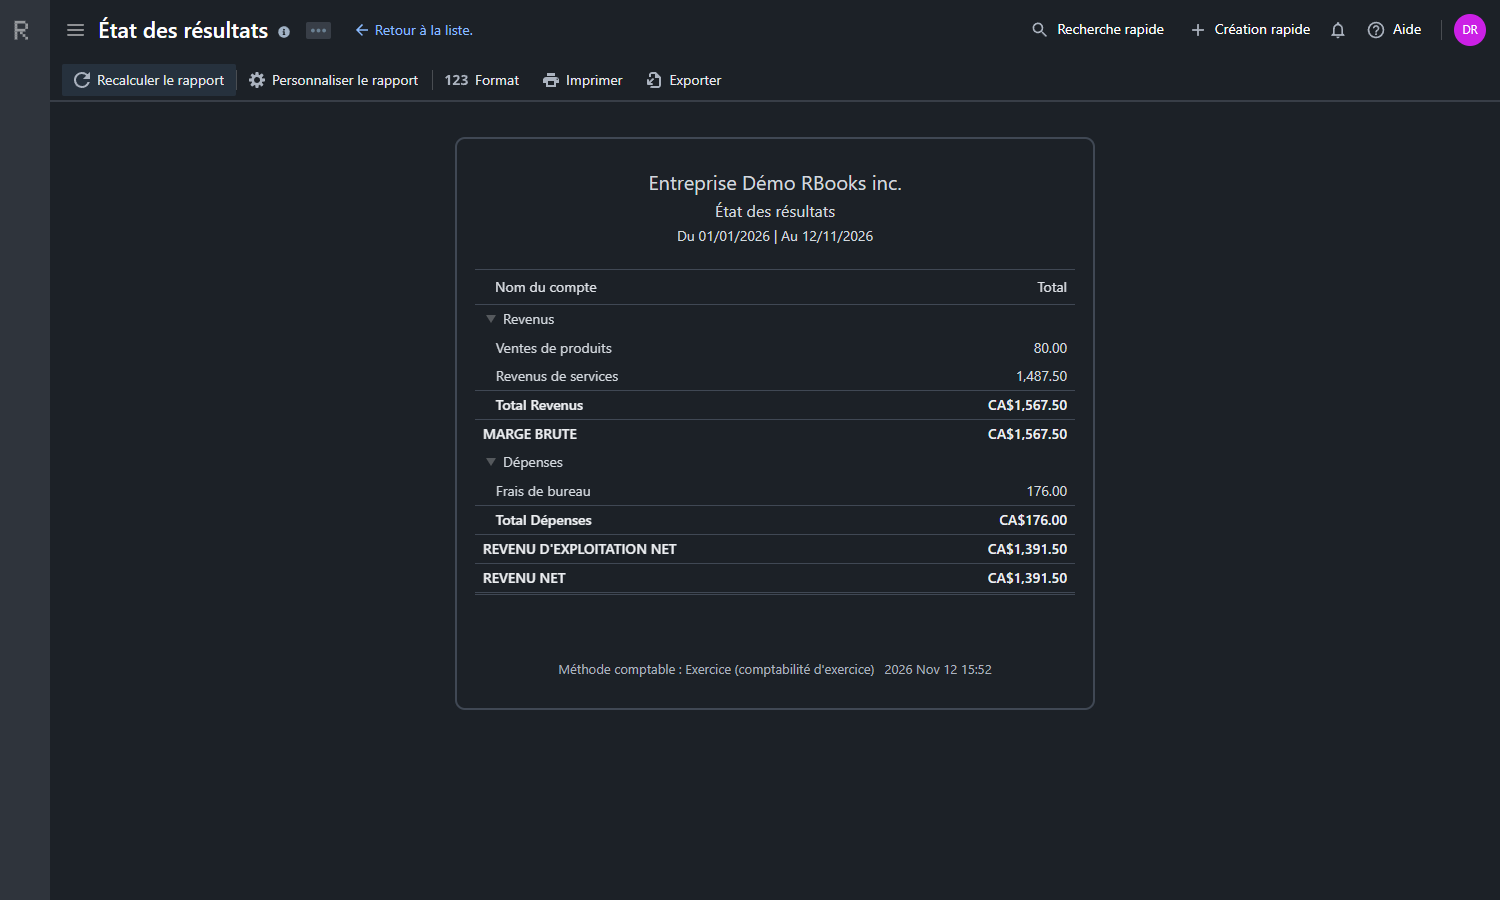 R
État des résultats
Retour à la liste.
Recherche rapide
Création rapide
Aide
DR
Recalculer le rapport
Personnaliser le rapport
123 Format
Imprimer
Exporter
Entreprise Démo RBooks inc.
État des résultats
Du 01/01/2026 | Au 12/11/2026
Nom du compte Total
Revenus
Ventes de produits 80.00
Revenus de services 1,487.50
Total Revenus CA$1,567.50
MARGE BRUTE CA$1,567.50
Dépenses
Frais de bureau 176.00
Total Dépenses CA$176.00
REVENU D'EXPLOITATION NET CA$1,391.50
REVENU NET CA$1,391.50
Méthode comptable : Exercice (comptabilité d'exercice) 2026 Nov 12 15:52